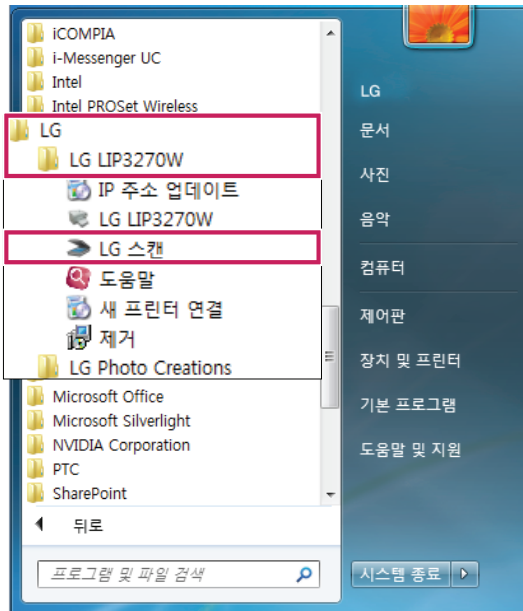 iCOMPIA
i-Messenger UC
Intel
Intel PROSet Wireless
LG
LG LIP3270W
IP 주소 업데이트
LG LIP3270W
LG 스캔
도움말
새 프린터 연결
제거
LG Photo Creations
Microsoft Office
Microsoft Silverlight
NVIDIA Corporation
PTC
SharePoint
뒤로
프로그램 및 파일 검색
LG
문서
사진
음악
컴퓨터
제어판
장치 및 프린터
기본 프로그램
도움말 및 지원
시스템 종료